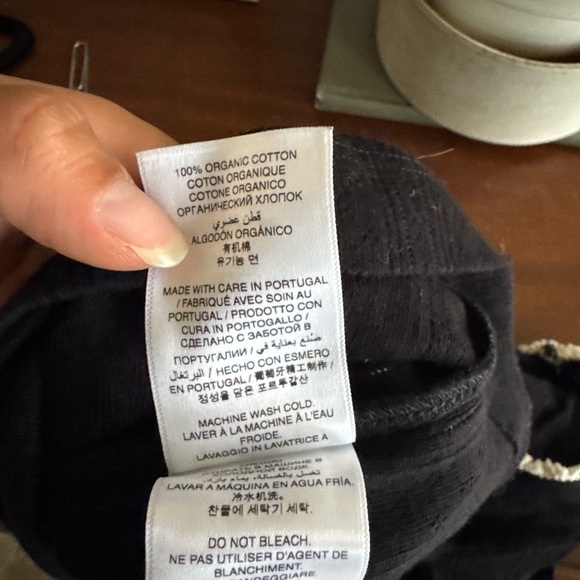 100% ORGANIC COTTON
COTON ORGANIQUE
COTONE ORGANICO
ОРГАНИЧЕСКИЙ ХЛОПОК
قطن عضري
ALGODÓN ORGÁNICO
有机棉
유기농 면
MADE WITH CARE IN PORTUGAL
/ FABRIQUÉ AVEC SOIN AU
PORTUGAL / PRODOTTO CON
CURA IN PORTOGALLO /
СДЕЛАНО С ЗАБОТОЙ В
ПОРТУГАЛИИ / صنع بعناية في
البرتغال / HECHO CON ESMERO
EN PORTUGAL / 葡萄牙精工制作 /
정성을 담은 포르투갈산
MACHINE WASH COLD.
LAVER À LA MACHINE À L'EAU
FROIDE.
LAVAGGIO IN LAVATRICE A
LAVAR A MÁQUINA EN AGUA FRÍA.
冷水机洗。
찬물에 세탁기 세탁.
DO NOT BLEACH.
NE PAS UTILISER D'AGENT DE
BLANCHIMENT.